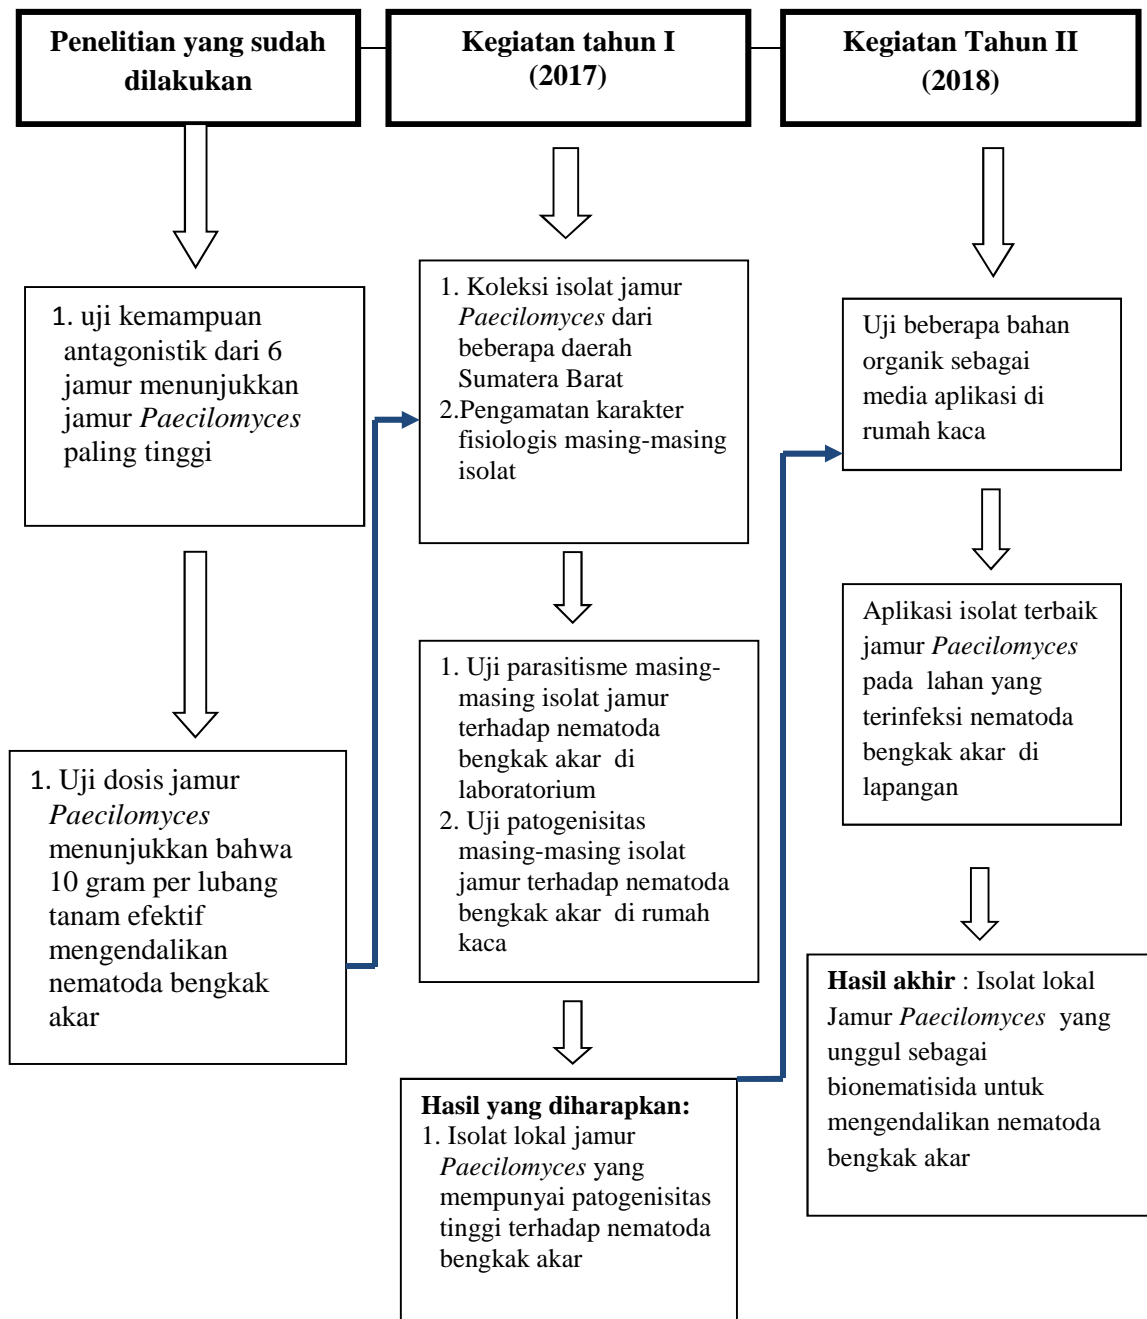 Penelitian yang sudah
dilakukan
1. uji kemampuan
antagonistik dari 6
jamur menunjukkan
jamur Paecilomyces
paling tinggi
1. Uji dosis jamur
Paecilomyces
menunjukkan bahwa
10 gram per lubang
tanam efektif
mengendalikan
nematoda bengkak
akar
Kegiatan tahun I
(2017)
1. Koleksi isolat jamur
Paecilomyces dari
beberapa daerah
Sumatera Barat
2.Pengamatan karakter
fisiologis masing-masing
isolat
1. Uji parasitisme masing-
masing isolat jamur
terhadap nematoda
bengkak akar di
laboratorium
2. Uji patogenisitas
masing-masing isolat
jamur terhadap nematoda
bengkak akar di rumah
kaca
Hasil yang diharapkan:
1. Isolat lokal jamur
Paecilomyces yang
mempunyai patogenisitas
tinggi terhadap nematoda
bengkak akar
Kegiatan Tahun II
(2018)
Uji beberapa bahan
organik sebagai
media aplikasi di
rumah kaca
Aplikasi isolat terbaik
jamur Paecilomyces
pada lahan yang
terinfeksi nematoda
bengkak akar di
lapangan
Hasil akhir : Isolat lokal
Jamur Paecilomyces yang
unggul sebagai
bionematisida untuk
mengendalikan nematoda
bengkak akar